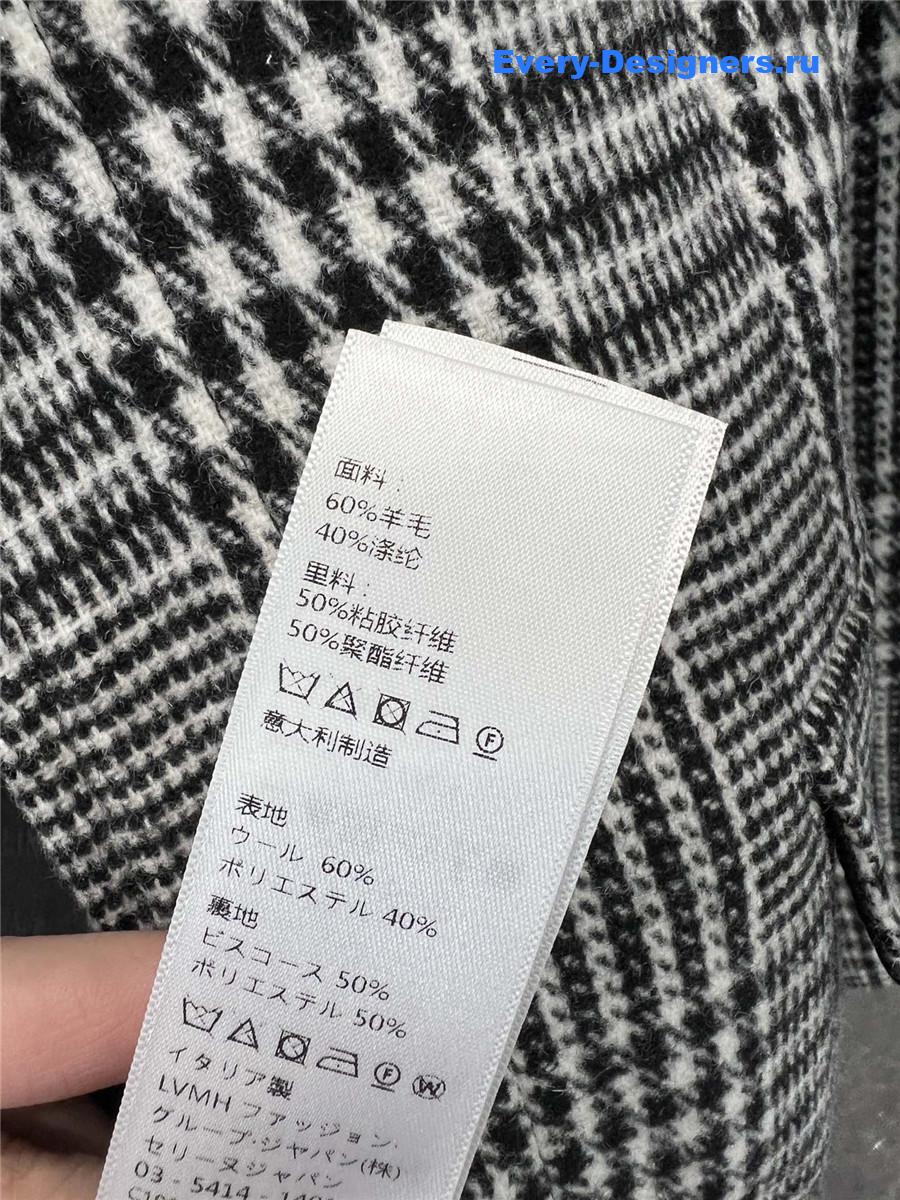 Every-Designers.ru
面料:
60%羊毛
40%涤纶
里料:
50%粘胶纤维
50%聚酯纤维
F
意大利制造
表地
ウール 60%
ポリエステル 40%
裏地
ビスコース 50%
ポリエステル 50%
F W
イタリア製
LVMH ファッション.
グループ・ジャパン(株)
セリーヌジャパン
03 - 5414 -